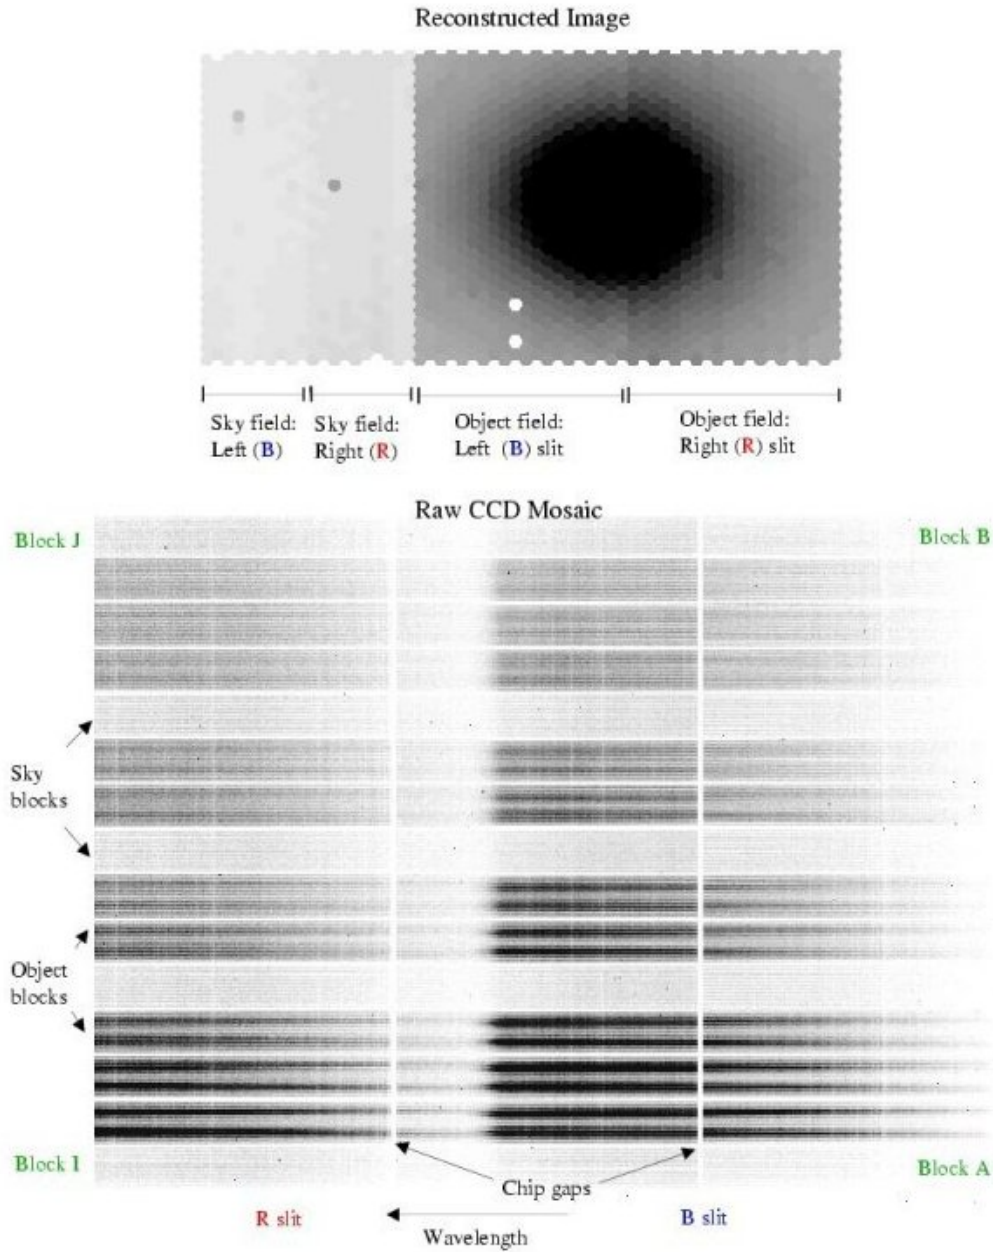 Reconstructed Image
Sky field:
Left (B)
Sky field:
Right (R)
Object field:
Left (B) slit
Object field:
Right (R) slit
Raw CCD Mosaic
Block J
Block B
Sky
blocks
Object
blocks
Block I
Block A
Chip gaps
R slit
Wavelength
B slit